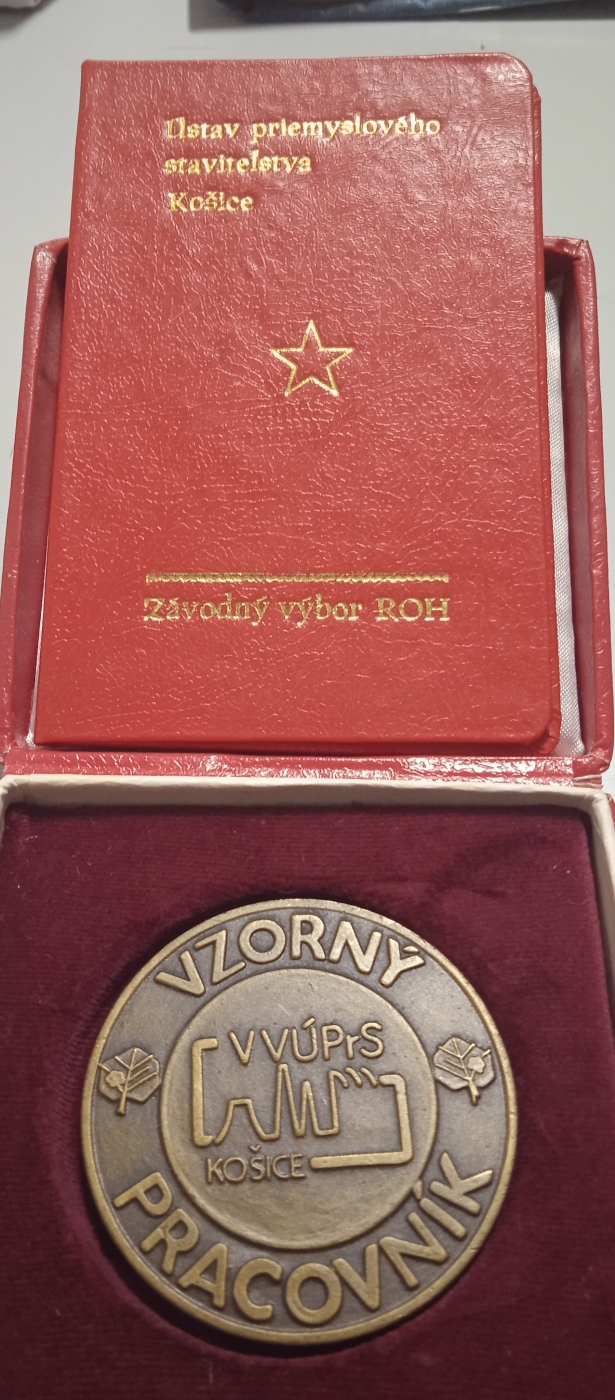 Ústav priemyslového
staviteľstva
Košice
Závodný výbor ROH
VZORNÝ
VVÚPrS
KOŠICE
PRACOVNÍK